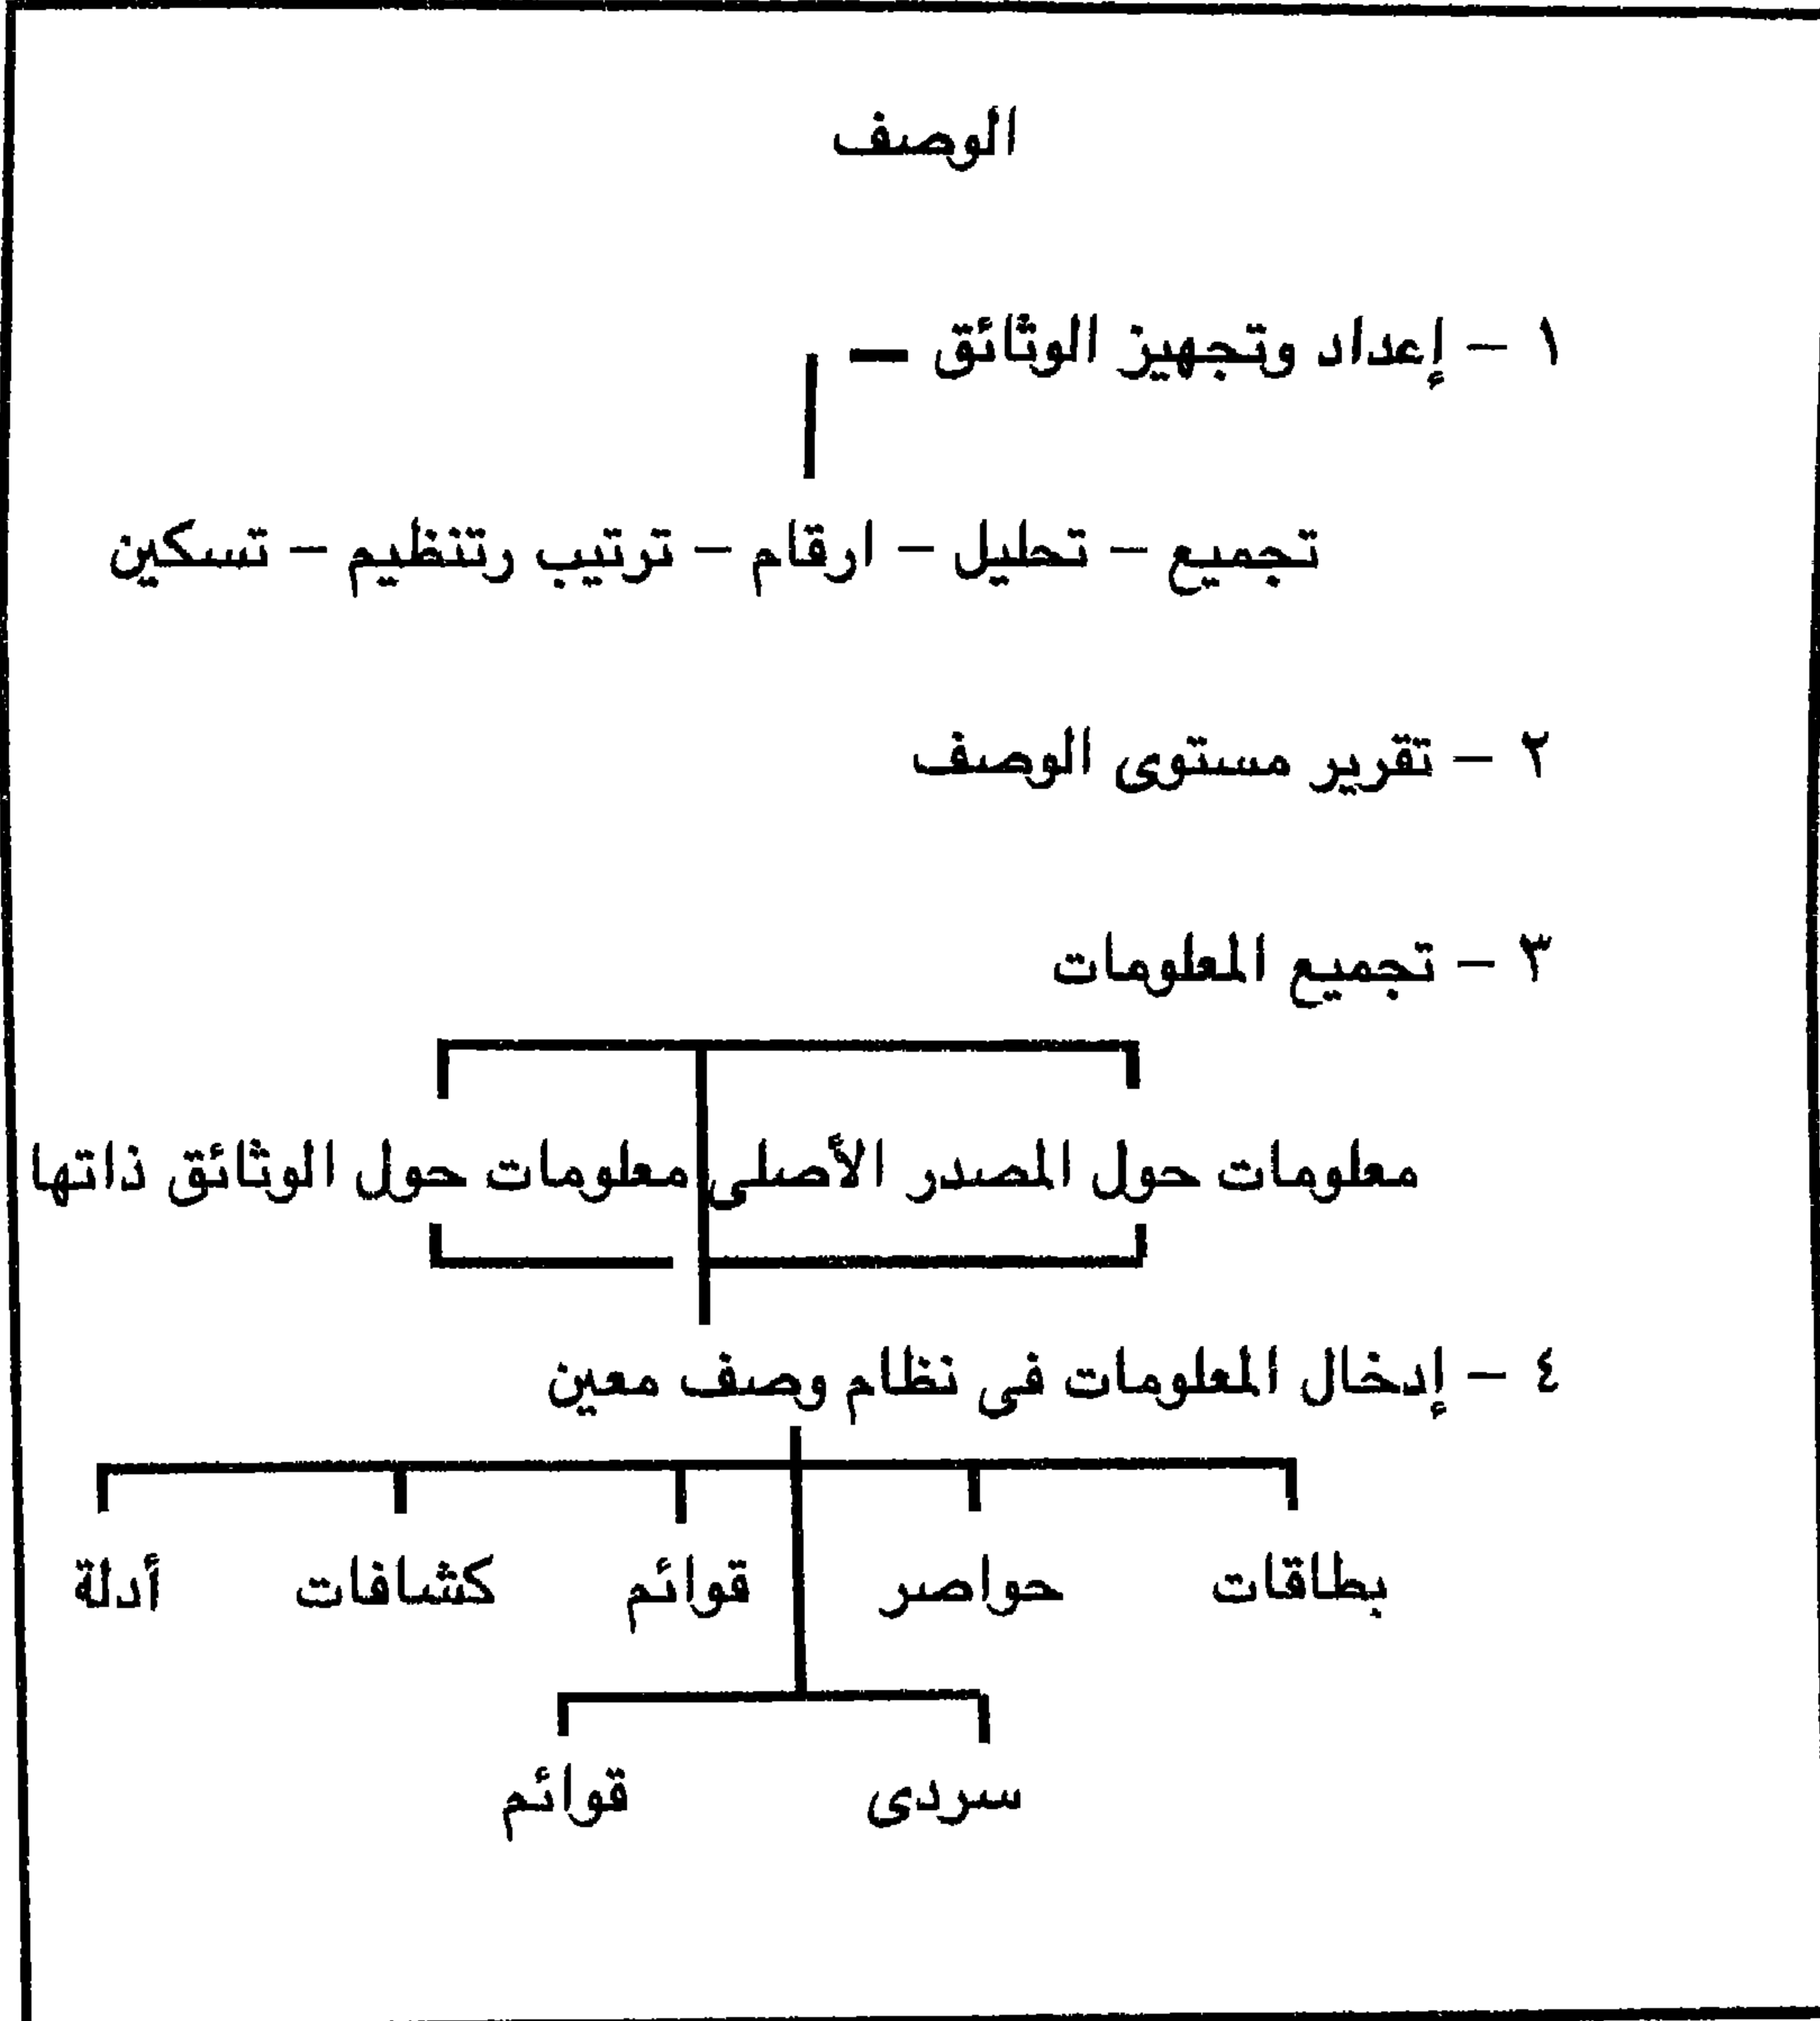 الوصف
١ – إعداد وتجهيز الوثائق –
تجميع – تحليل – ارقام – ترتيب رتنظيم – تسكين
٢ – تقرير مستوى الوصف
٣ – تجميع المعلومات
معلومات حول المصدر الأصلى معلومات حول الوثائق ذاتها
٤ – إدخال المعلومات فى نظام وصف معين
بطاقات حواصر قوائم كشافات أدلة
سردى قوائم